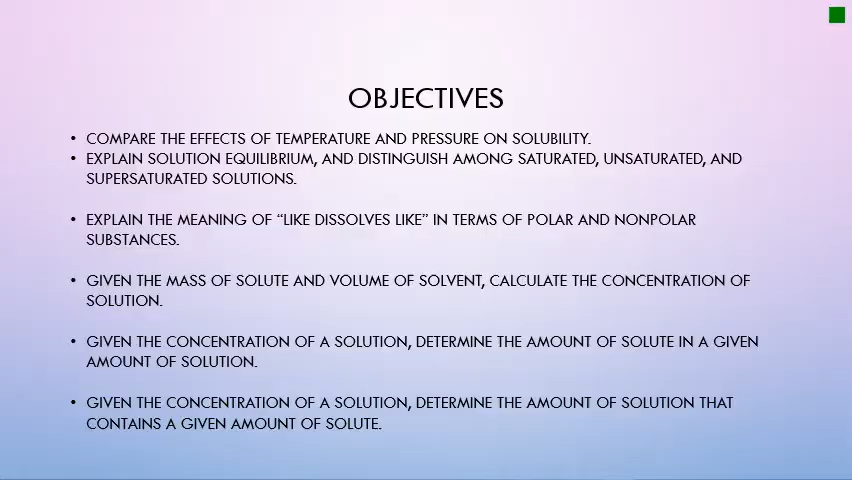 OBJECTIVES
• COMPARE THE EFFECTS OF TEMPERATURE AND PRESSURE ON SOLUBILITY.
• EXPLAIN SOLUTION EQUILIBRIUM, AND DISTINGUISH AMONG SATURATED, UNSATURATED, AND
SUPERSATURATED SOLUTIONS.
• EXPLAIN THE MEANING OF “LIKE DISSOLVES LIKE” IN TERMS OF POLAR AND NONPOLAR
SUBSTANCES.
• GIVEN THE MASS OF SOLUTE AND VOLUME OF SOLVENT, CALCULATE THE CONCENTRATION OF
SOLUTION.
• GIVEN THE CONCENTRATION OF A SOLUTION, DETERMINE THE AMOUNT OF SOLUTE IN A GIVEN
AMOUNT OF SOLUTION.
• GIVEN THE CONCENTRATION OF A SOLUTION, DETERMINE THE AMOUNT OF SOLUTION THAT
CONTAINS A GIVEN AMOUNT OF SOLUTE.